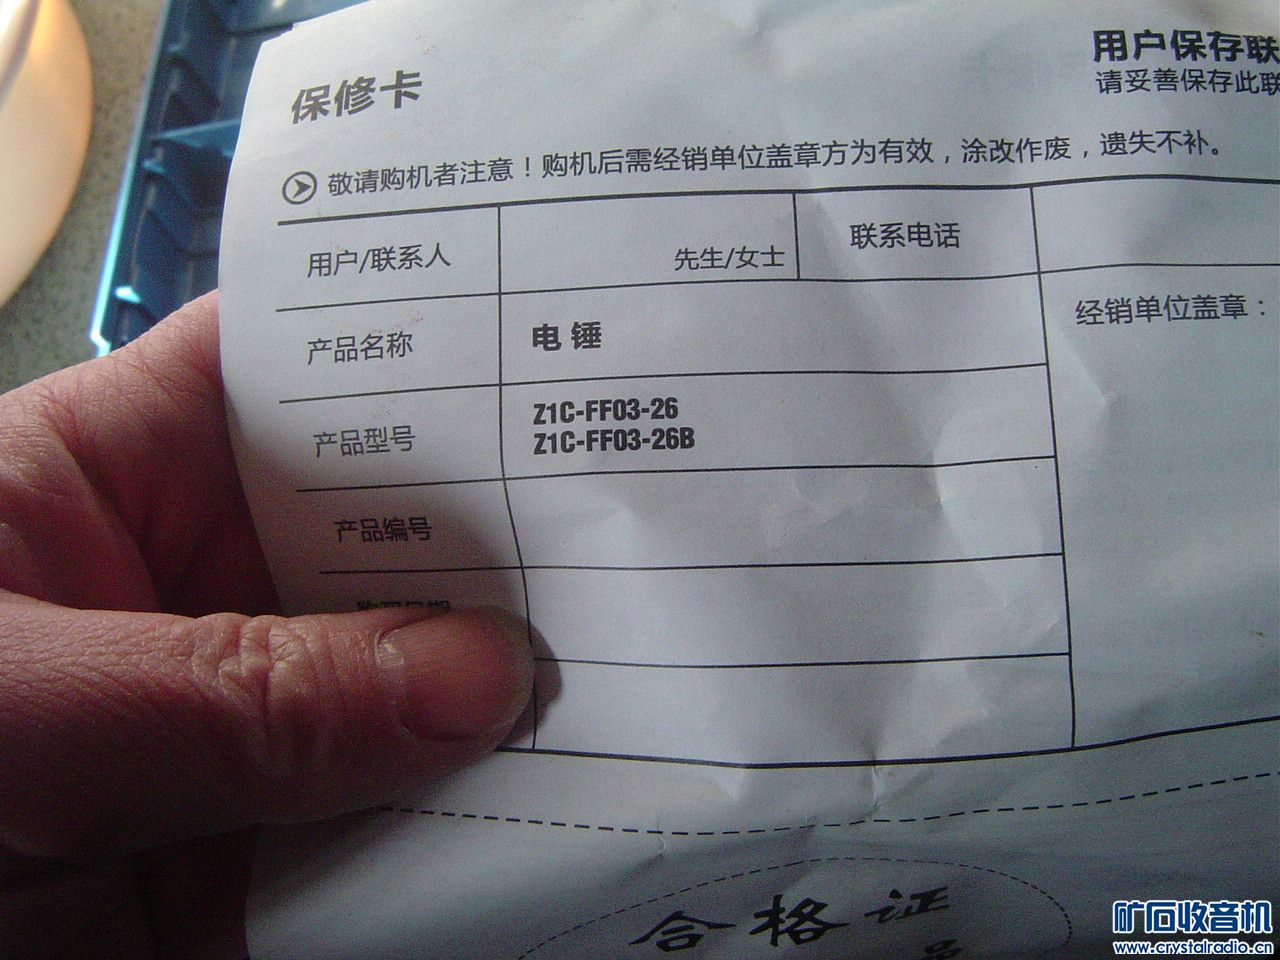 用户保存联
请妥善保存此联
保修卡
敬请购机者注意！购机后需经销单位盖章方为有效，涂改作废，遗失不补。
用户/联系人
先生/女士
联系电话
产品名称
电 锤
经销单位盖章：
产品型号
Z1C-FF03-26
Z1C-FF03-26B
产品编号
合格证
矿石收音机
www.crystalradio.cn